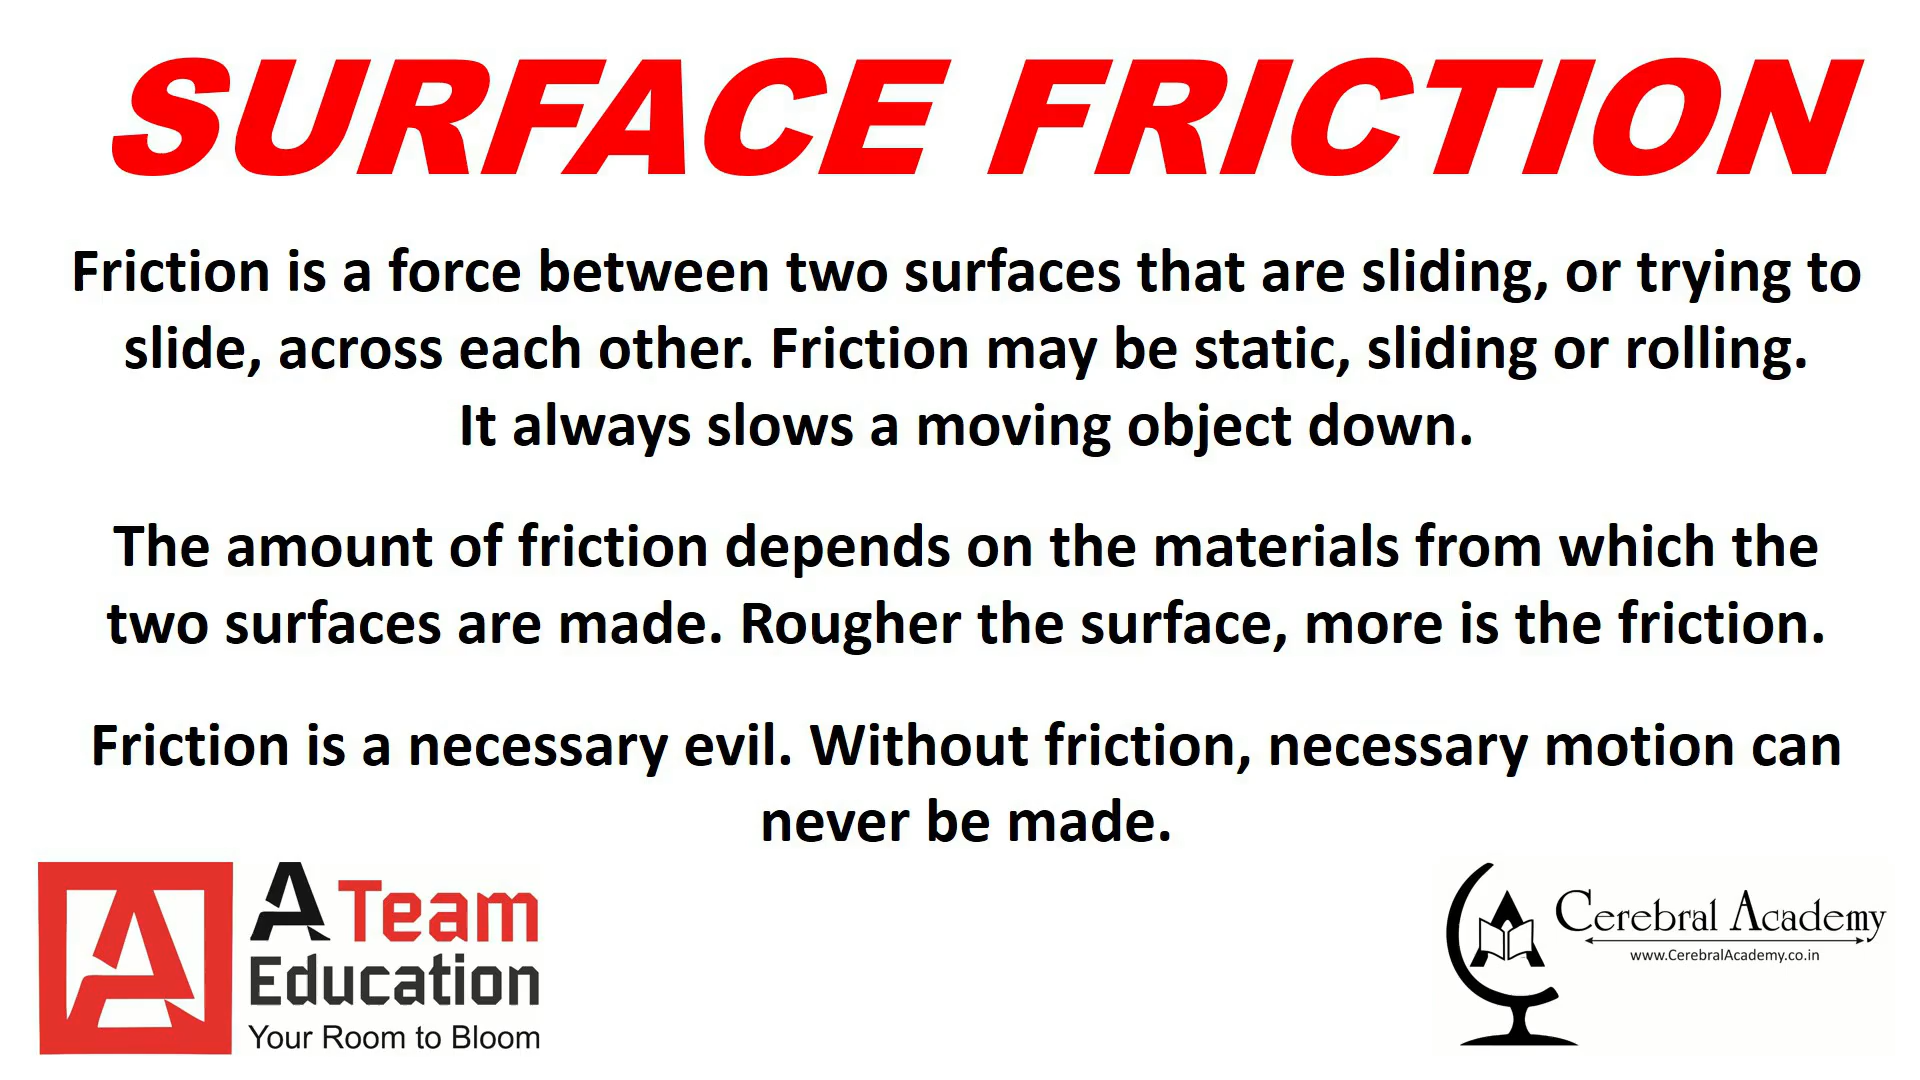 SURFACE FRICTION
Friction is a force between two surfaces that are sliding, or trying to
slide, across each other. Friction may be static, sliding or rolling.
It always slows a moving object down.
The amount of friction depends on the materials from which the
two surfaces are made. Rougher the surface, more is the friction.
Friction is a necessary evil. Without friction, necessary motion can
never be made.
A Team
Education
Your Room to Bloom
Cerebral Academy
www.CerebralAcademy.co.in